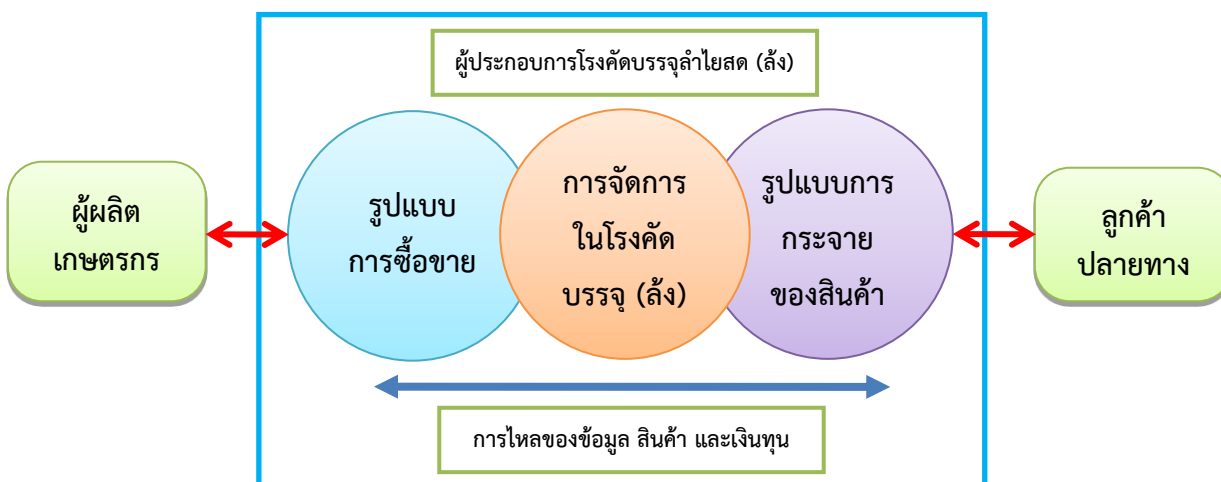 ผู้ประกอบการโรงคัดบรรจุลำไยสด (ล้ง)
ผู้ผลิต
เกษตรกร
รูปแบบ
การซื้อขาย
การจัดการ
ในโรงคัด
บรรจุ (ล้ง)
รูปแบบการ
กระจาย
ของสินค้า
ลูกค้า
ปลายทาง
การไหลของข้อมูล สินค้า และเงินทุน